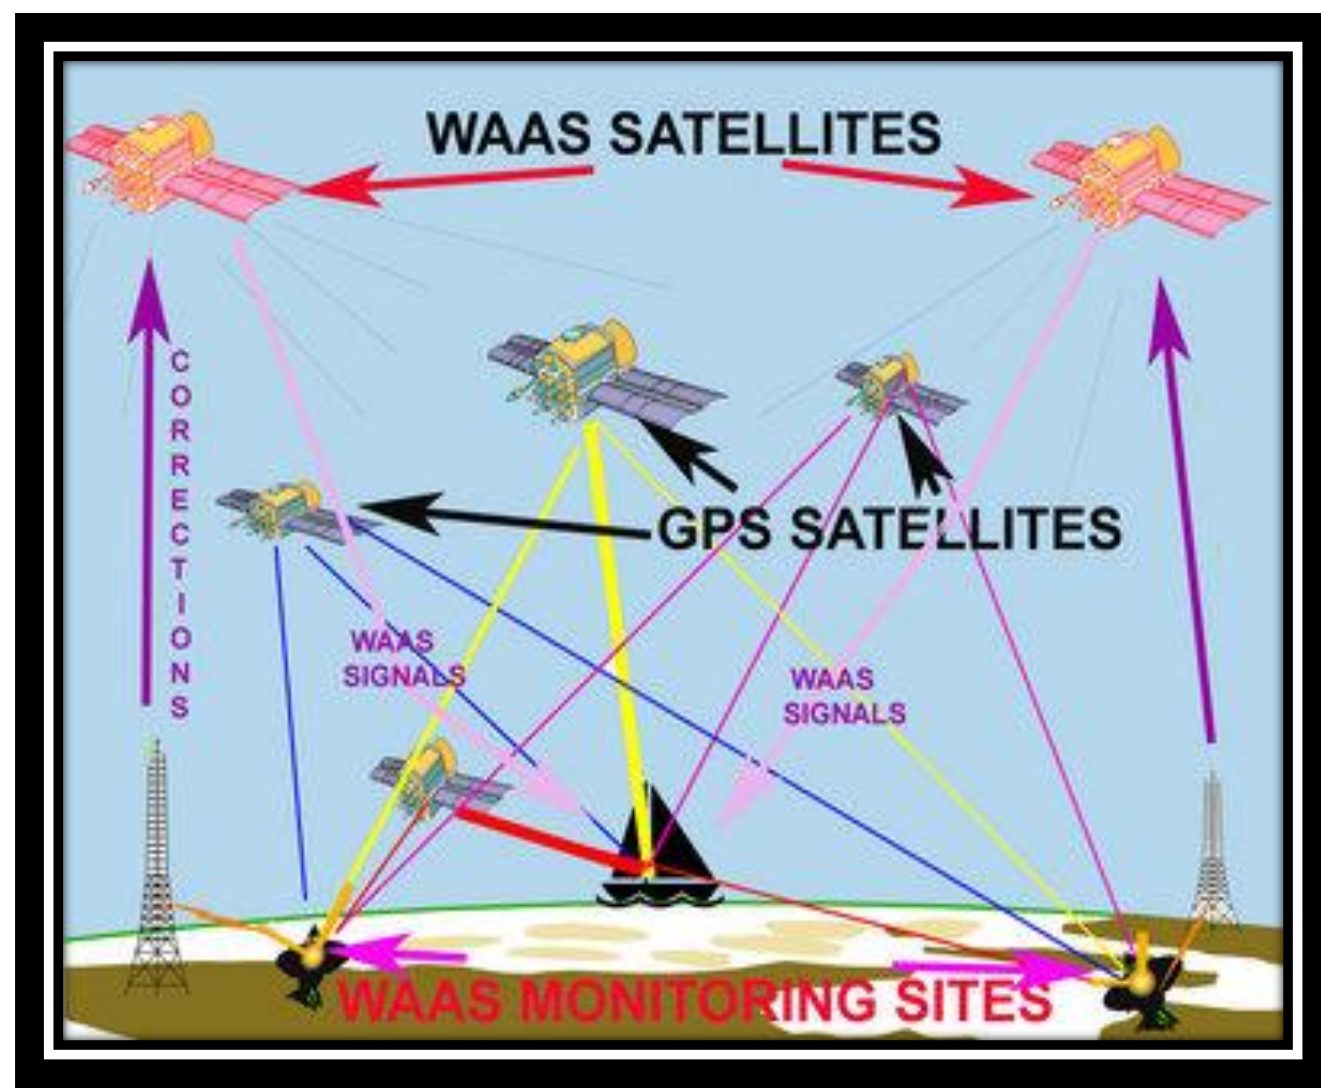 WAAS SATELLITES
CORRECTIONS
GPS SATELLITES
WAAS
SIGNALS
WAAS
SIGNALS
WAAS MONITORING SITES